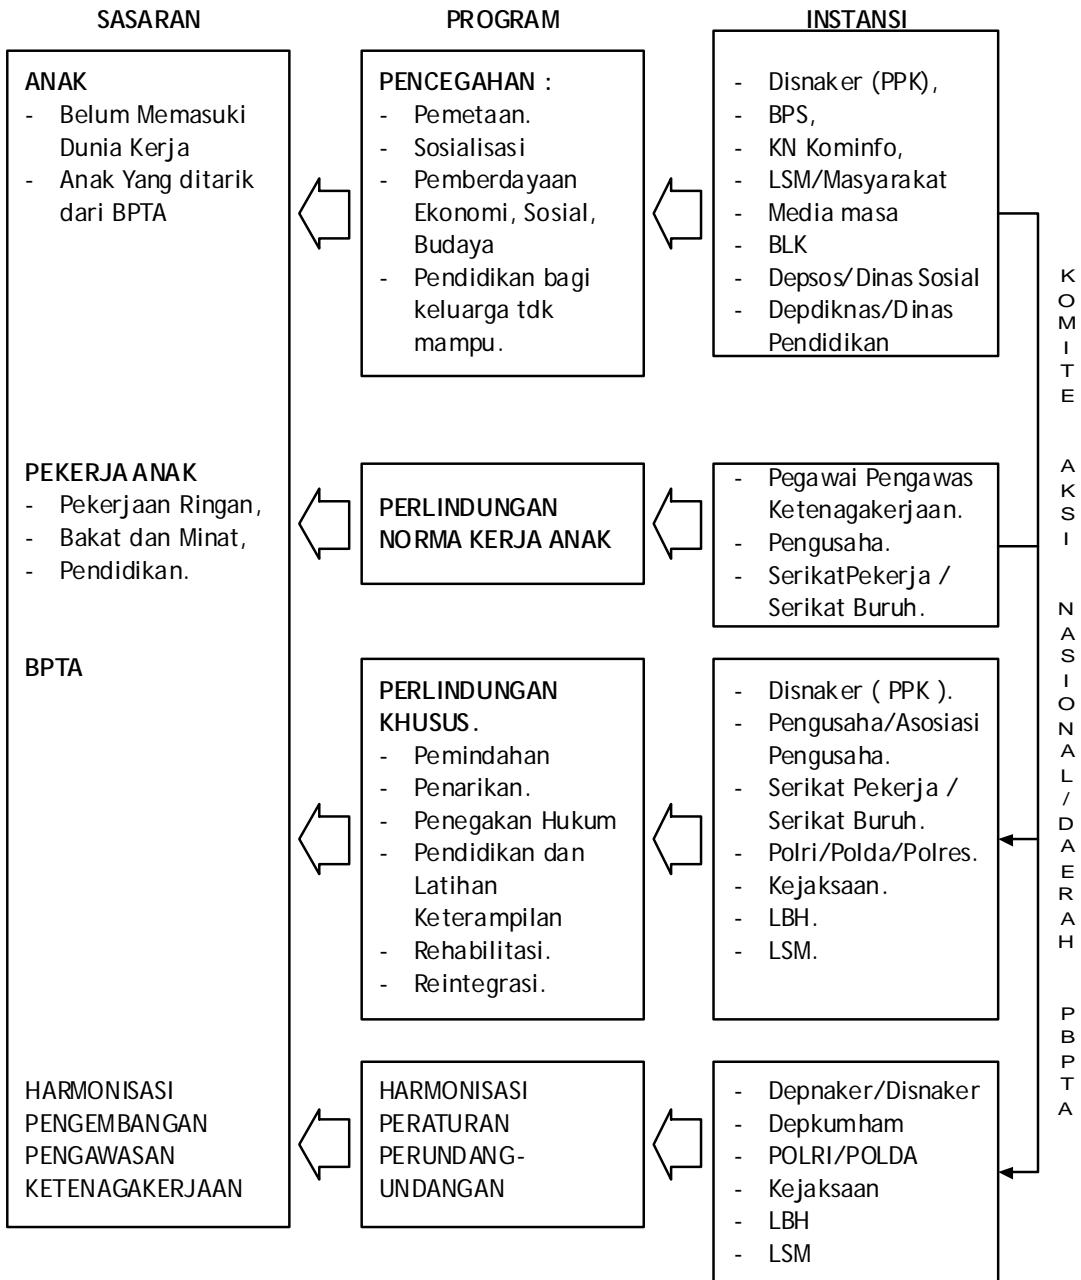 SASARAN
PROGRAM
INSTANSI
ANAK
- Belum Memasuki
Dunia Kerja
- Anak Yang ditarik
dari BPTA
PENCEGAHAN :
- Pemetaan.
- Sosialisasi
- Pemberdayaan
Ekonomi, Sosial,
Budaya
- Pendidikan bagi
keluarga tdk
mampu.
- Disnaker (PPK),
- BPS,
- KN Kominfo,
- LSM/Masyarakat
- Media masa
- BLK
- Depsos/Dinas Sosial
- Depdiknas/Dinas
Pendidikan
PEKERJA ANAK
- Pekerjaan Ringan,
- Bakat dan Minat,
- Pendidikan.
PERLINDUNGAN
NORMA KERJA ANAK
- Pegawai Pengawas
Ketenagakerjaan.
- Pengusaha.
- SerikatPekerja /
Serikat Buruh.
BPTA
PERLINDUNGAN
KHUSUS.
- Pemindahan
- Penarikan.
- Penegakan Hukum
- Pendidikan dan
Latihan
Keterampilan
- Rehabilitasi.
- Reintegrasi.
- Disnaker ( PPK ).
- Pengusaha/Asosiasi
Pengusaha.
- Serikat Pekerja /
Serikat Buruh.
- Polri/Polda/Polres.
- Kejaksaan.
- LBH.
- LSM.
HARMONISASI
PENGEMBANGAN
PENGAWASAN
KETENAGAKERJAAN
HARMONISASI
PERATURAN
PERUNDANG-
UNDANGAN
- Depnaker/Disnaker
- Depkumham
- POLRI/POLDA
- Kejaksaan
- LBH
- LSM
KOMITE AKSI NASIONAL/DAERAH PBPTA